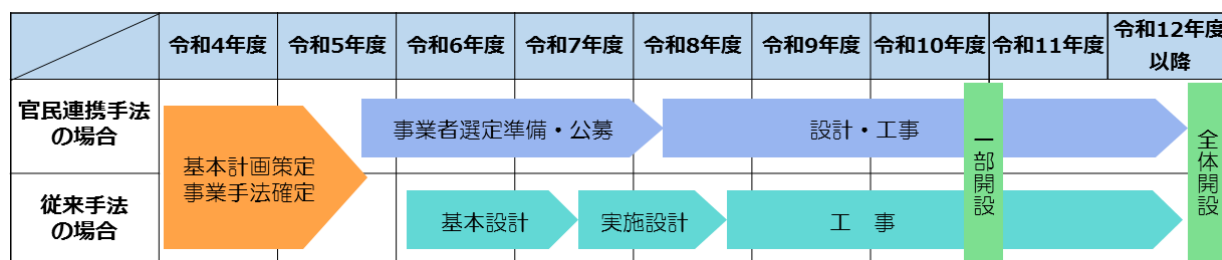 令和4年度 令和5年度 令和6年度 令和7年度 令和8年度 令和9年度 令和10年度 令和11年度 令和12年度
以降
官民連携手法
の場合
基本計画策定
事業手法確定
事業者選定準備・公募
設計・工事
一部開設
全体開設
従来手法
の場合
基本設計
実施設計
工 事